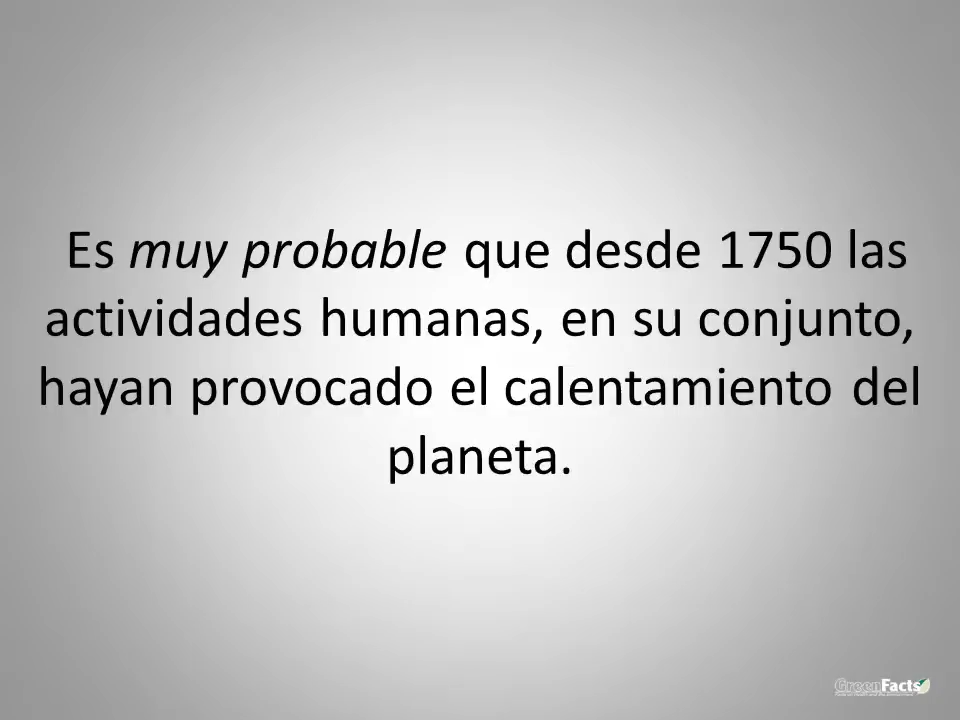 Es muy probable que desde 1750 las
actividades humanas, en su conjunto,
hayan provocado el calentamiento del
planeta.
GreenFacts